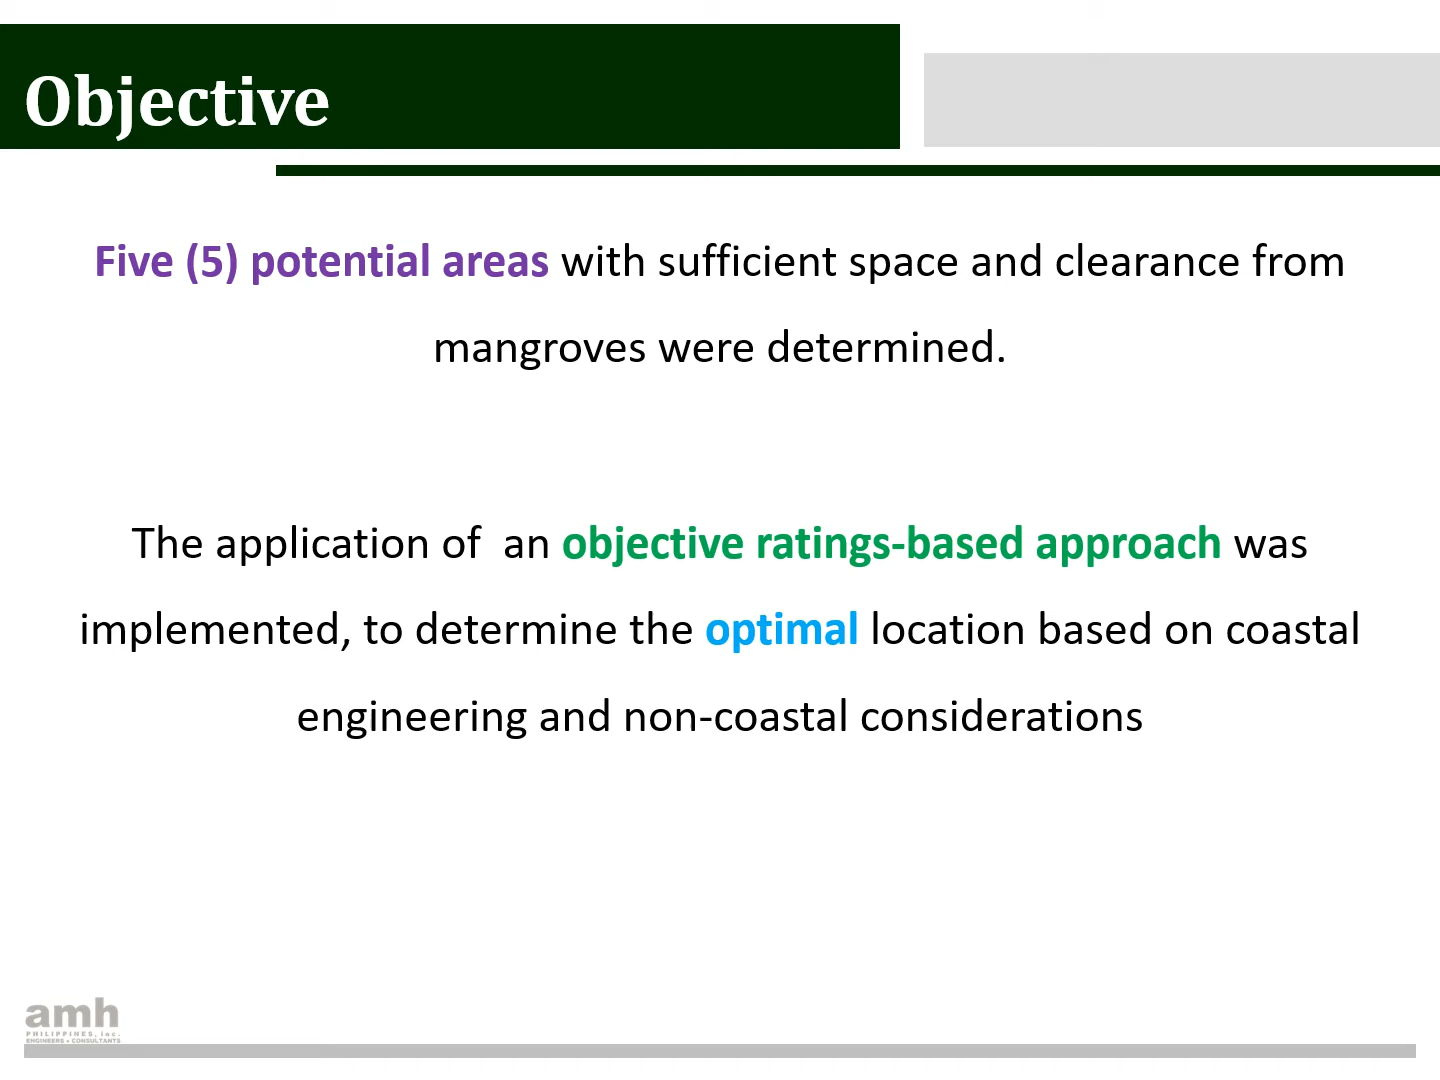 Objective
Five (5) potential areas with sufficient space and clearance from
mangroves were determined.
The application of  an objective ratings-based approach was
implemented, to determine the optimal location based on coastal
engineering and non-coastal considerations
amh
PHILIPPINES, inc.
ENGINEERS • CONSULTANTS